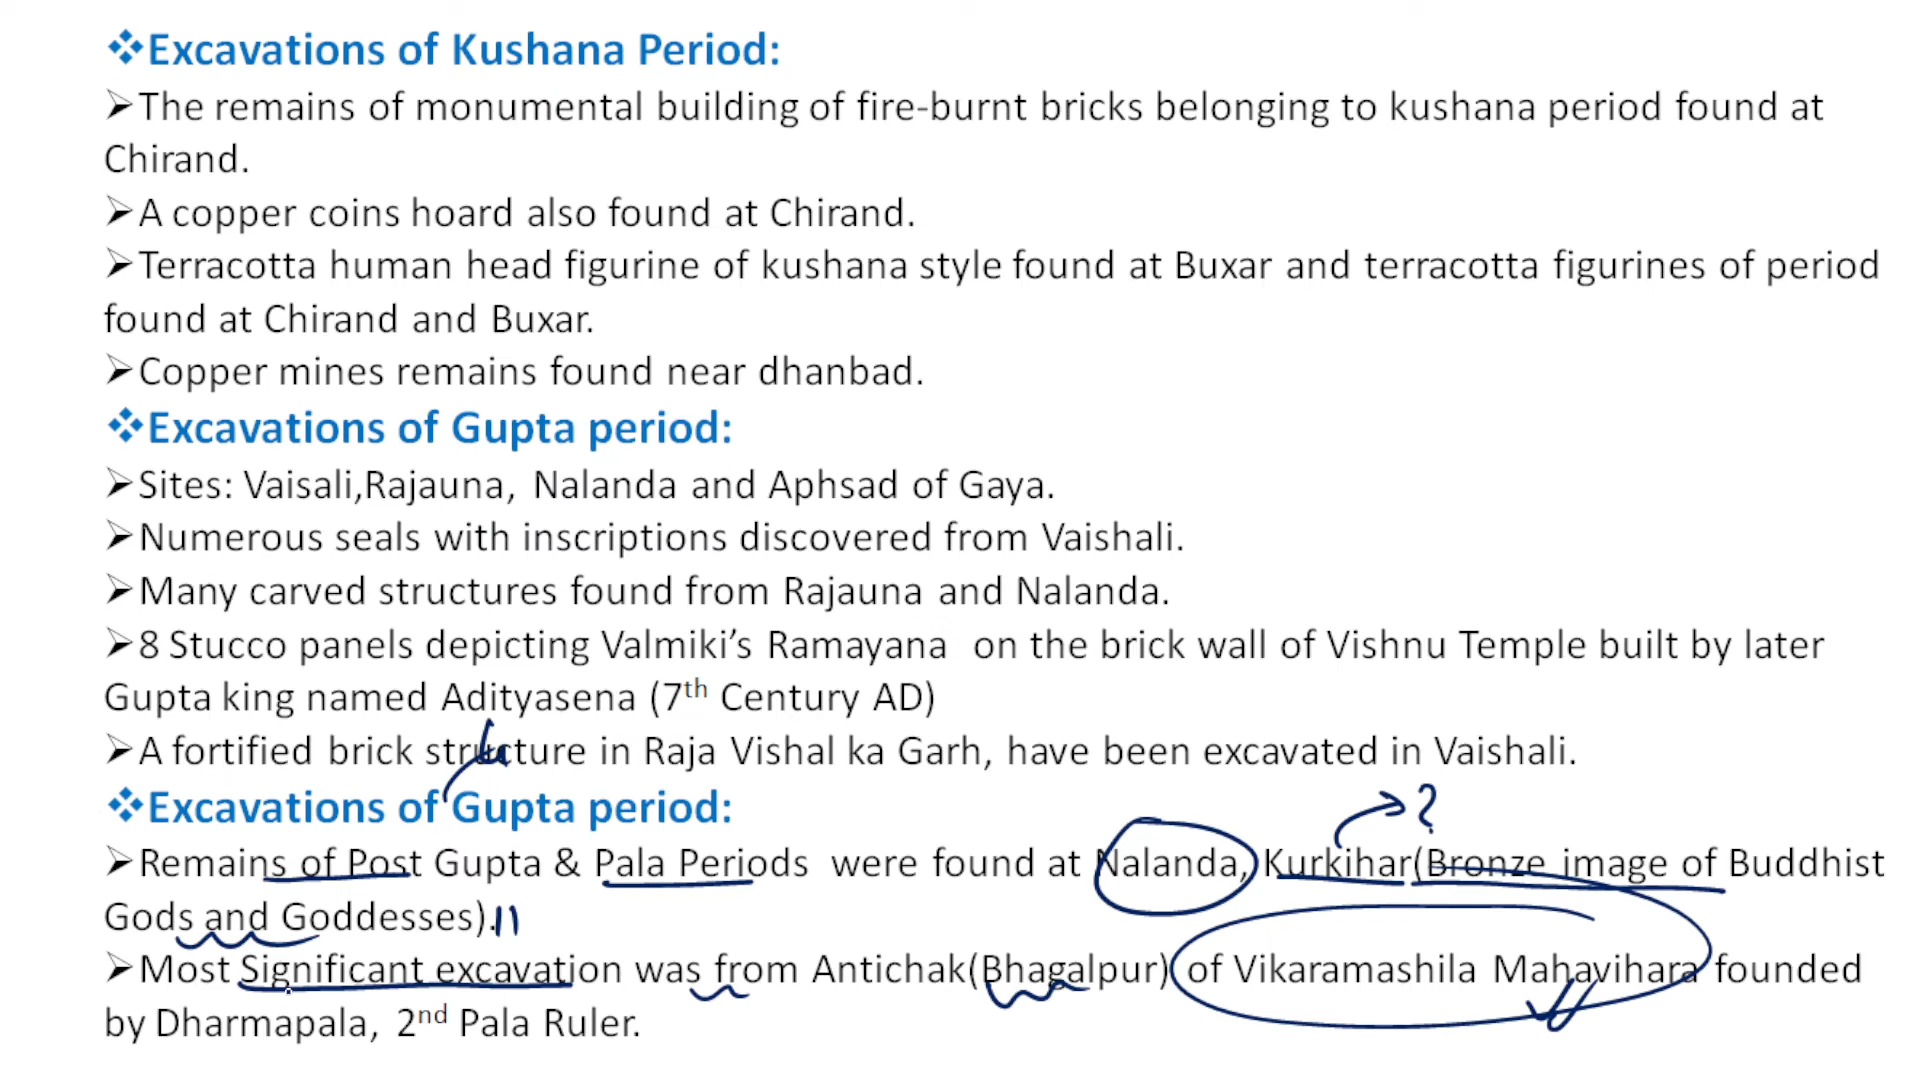 ❖Excavations of Kushana Period:
➢The remains of monumental building of fire-burnt bricks belonging to kushana period found at
Chirand.
➢A copper coins hoard also found at Chirand.
➢Terracotta human head figurine of kushana style found at Buxar and terracotta figurines of period
found at Chirand and Buxar.
➢Copper mines remains found near dhanbad.
❖Excavations of Gupta period:
➢Sites: Vaisali,Rajauna, Nalanda and Aphsad of Gaya.
➢Numerous seals with inscriptions discovered from Vaishali.
➢Many carved structures found from Rajauna and Nalanda.
➢8 Stucco panels depicting Valmiki’s Ramayana on the brick wall of Vishnu Temple built by later
Gupta king named Adityasena (7th Century AD)
➢A fortified brick structure in Raja Vishal ka Garh, have been excavated in Vaishali.
❖Excavations of Gupta period:
?
➢Remains of Post Gupta & Pala Periods were found at Nalanda, Kurkihar(Bronze image of Buddhist
Gods and Goddesses).
➢Most Significant excavation was from Antichak(Bhagalpur) of Vikaramashila Mahavihara founded
by Dharmapala, 2nd Pala Ruler.